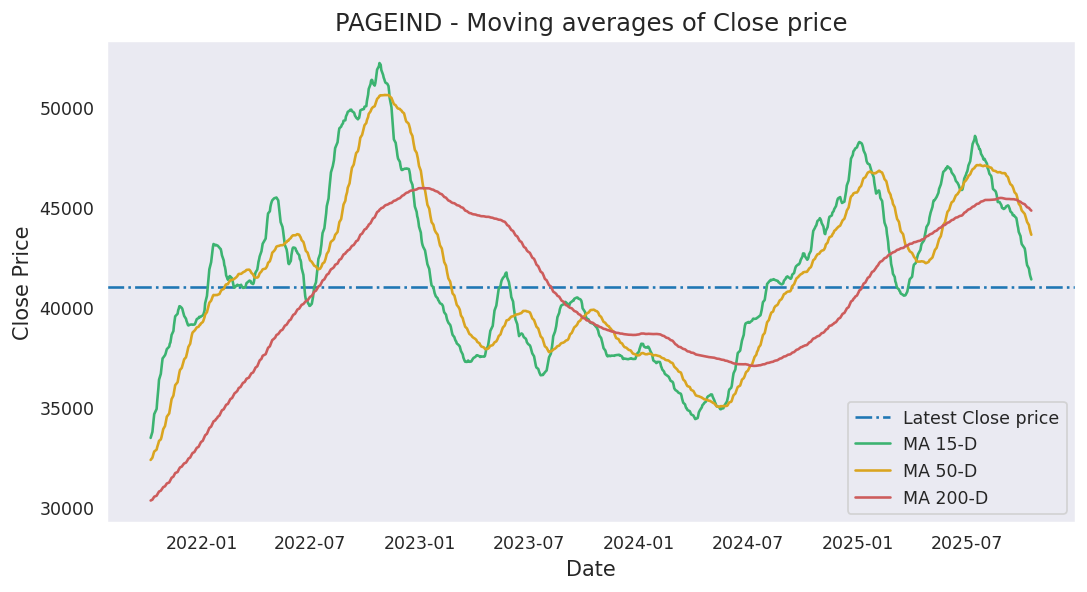 PAGEIND - Moving averages of Close price
Close Price
50000
45000
40000
35000
30000
2022-01 2022-07 2023-01 2023-07 2024-01 2024-07 2025-01 2025-07
Date
Latest Close price
MA 15-D
MA 50-D
MA 200-D